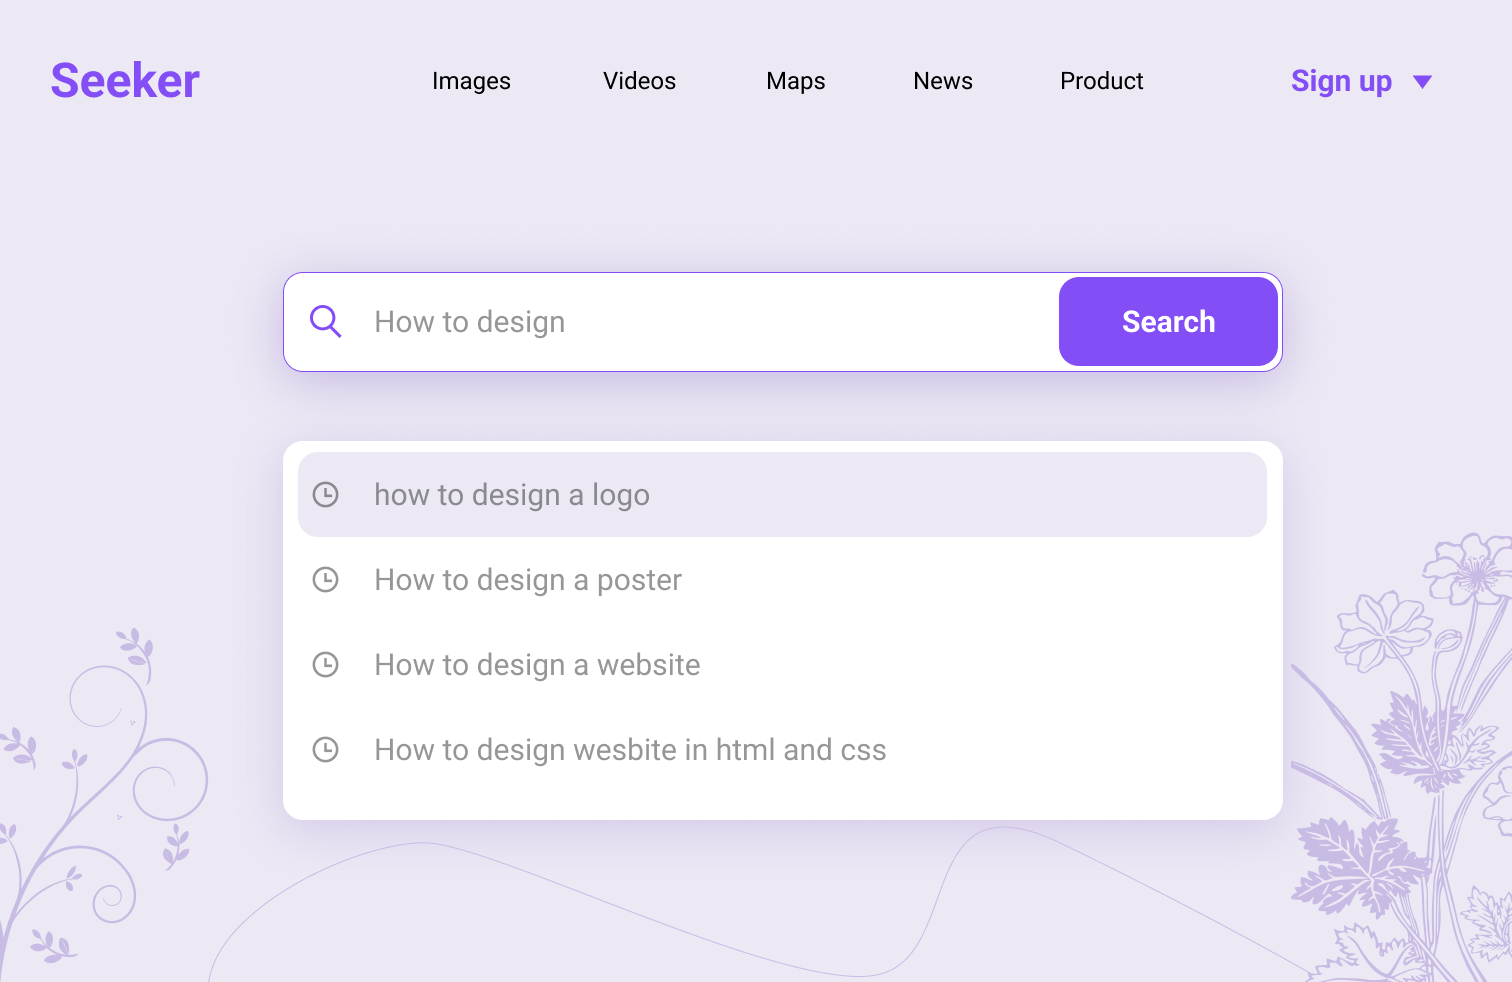 Seeker
Images Videos Maps News Product
Sign up
How to design
Search
how to design a logo
How to design a poster
How to design a website
How to design wesbite in html and css